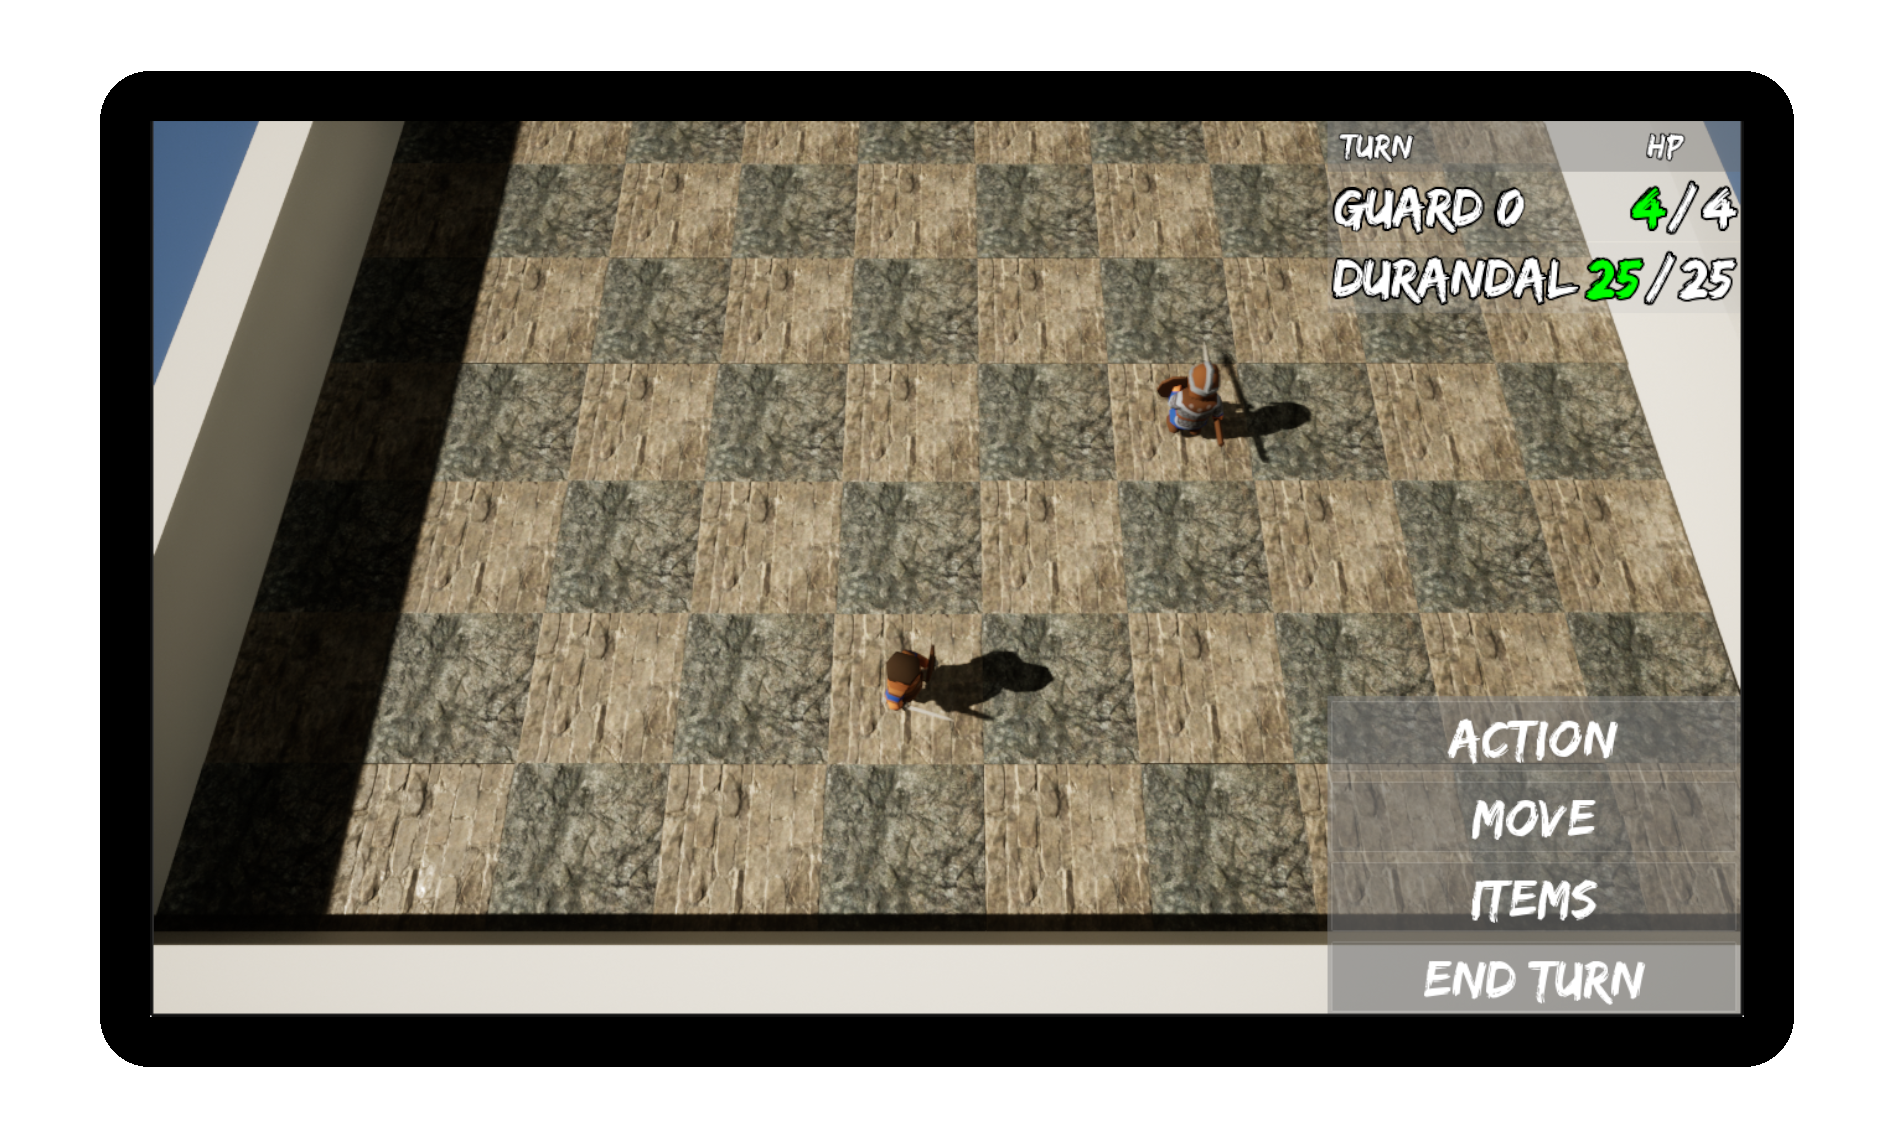 TURN HP
GUARD 0 4/4
DURANDAL 25/25
ACTION
MOVE
ITEMS
END TURN